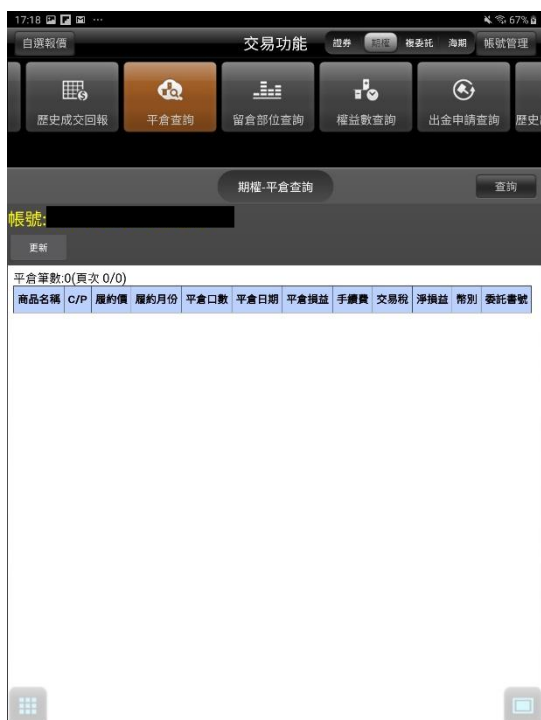 17:18 ... 67%
自選報價 交易功能 證券 期權 複委託 海期 帳號管理
歷史成交回報 平倉查詢 留倉部位查詢 權益數查詢 出金申請查詢 歷史
期權-平倉查詢 查詢
帳號:
更新
平倉筆數:0(頁次 0/0)
商品名稱 C/P 履約價 履約月份 平倉口數 平倉日期 平倉損益 手續費 交易稅 淨損益 幣別 委託書號